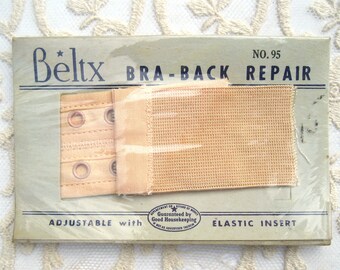 Beltx BRA-BACK REPAIR NO. 95
Guaranteed by
Good Housekeeping
ADJUSTABLE with ELASTIC INSERT